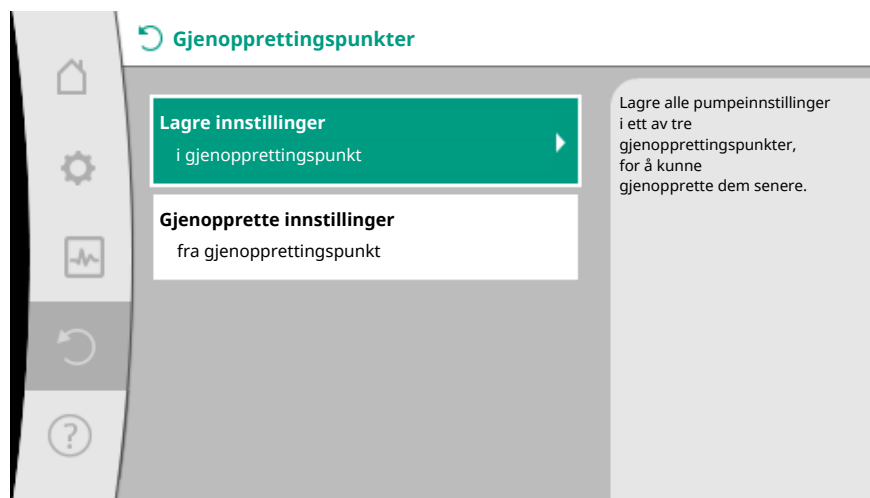 Gjenopprettingspunkter
Lagre innstillinger
i gjenopprettingspunkt
Gjenopprette innstillinger
fra gjenopprettingspunkt
Lagre alle pumpeinnstillinger
i ett av tre
gjenopprettingspunkter,
for å kunne
gjenopprette dem senere.
?